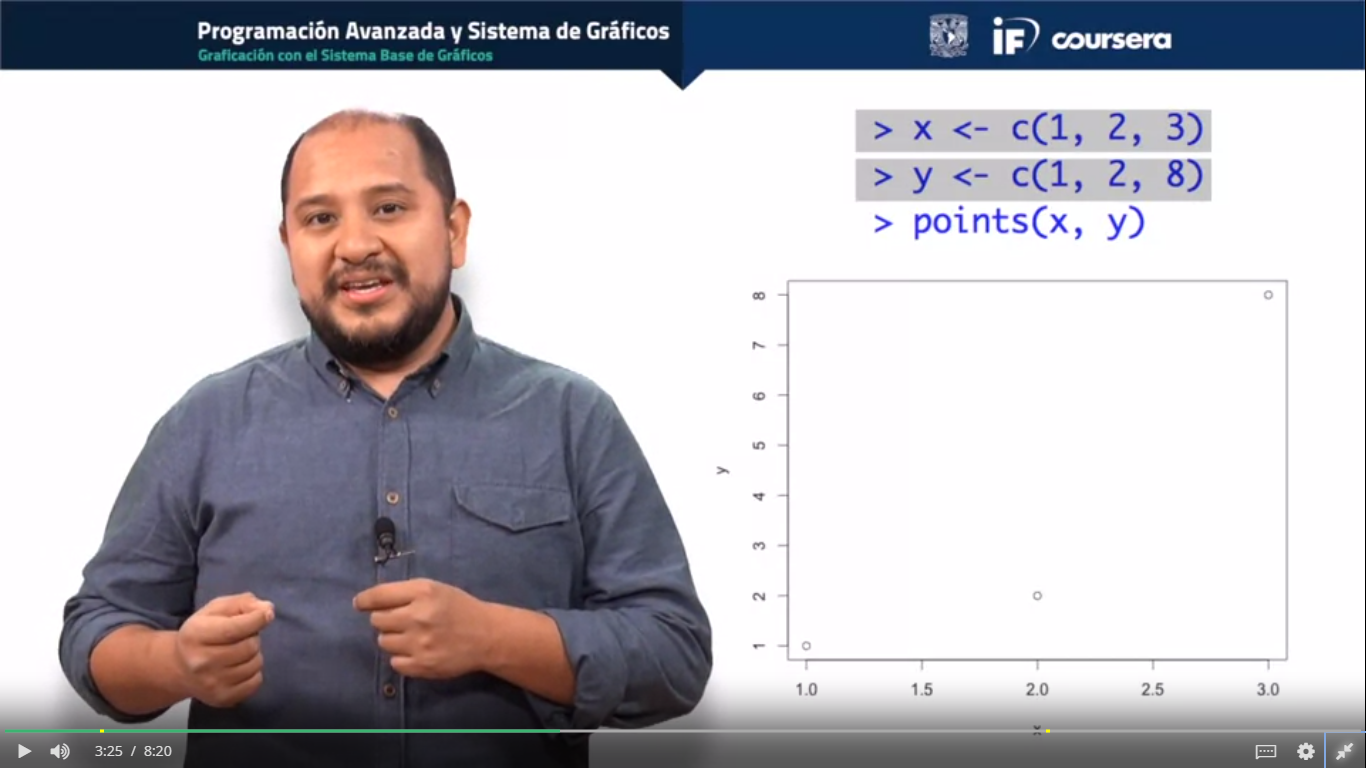 Programación Avanzada y Sistema de Gráficos
Graficación con el Sistema Base de Gráficos
iF) coursera
> x <- c(1, 2, 3)
> y <- c(1, 2, 8)
> points(x, y)
8
7
6
5
4
3
2
1
y
1.0 1.5 2.0 2.5 3.0
x
3:25 / 8:20